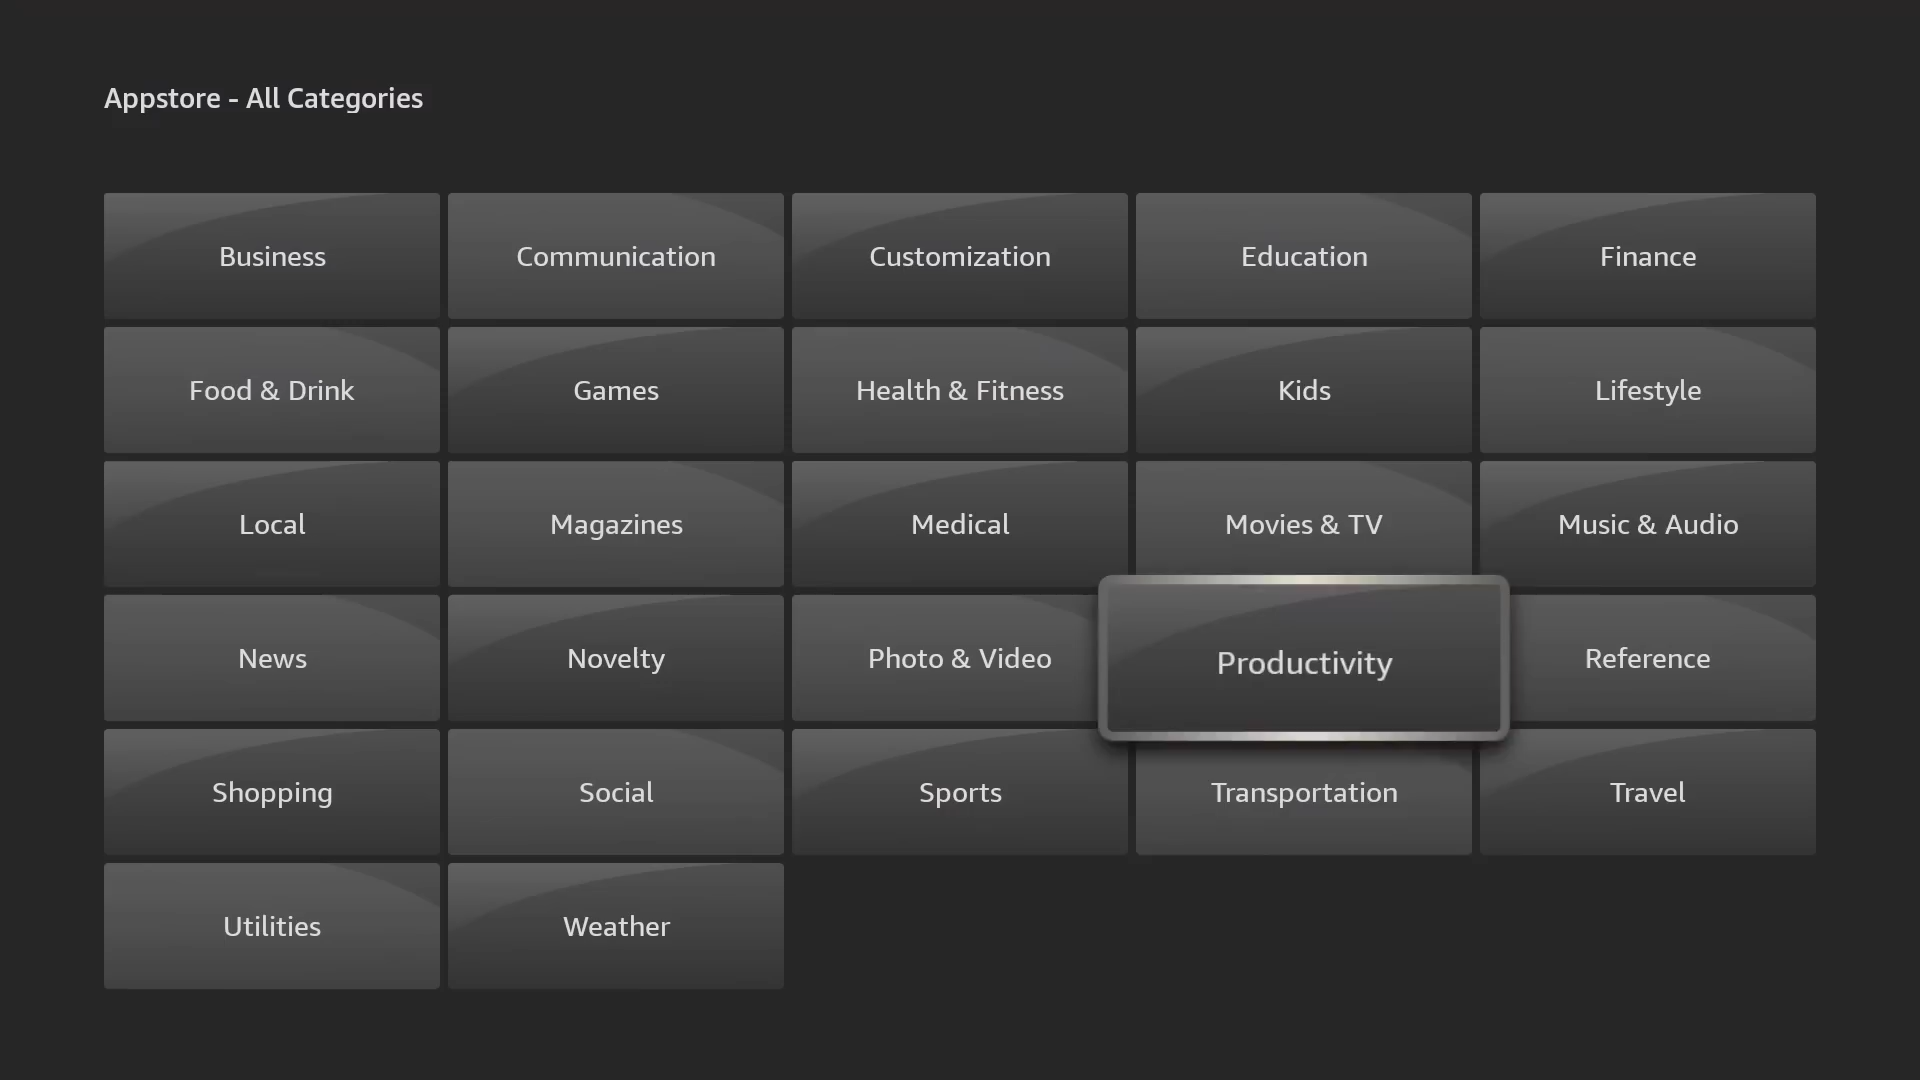 Appstore - All Categories
Business
Communication
Customization
Education
Finance
Food & Drink
Games
Health & Fitness
Kids
Lifestyle
Local
Magazines
Medical
Movies & TV
Music & Audio
News
Novelty
Photo & Video
Productivity
Reference
Shopping
Social
Sports
Transportation
Travel
Utilities
Weather